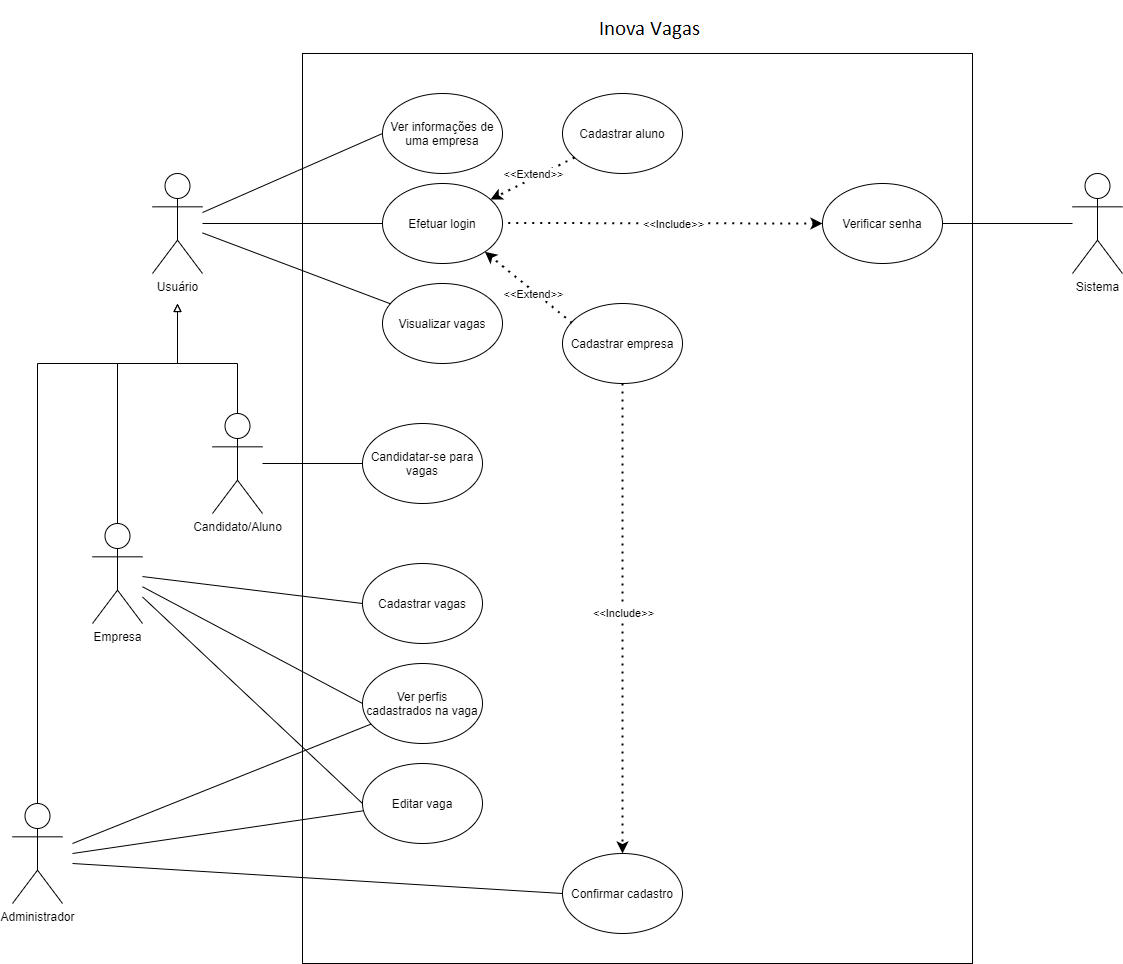 Inova Vagas
Ver informações de
uma empresa
Cadastrar aluno
<<Extend>>
Efetuar login
<<Include>>
Verificar senha
Usuário
Sistema
<<Extend>>
Visualizar vagas
Cadastrar empresa
Candidatar-se para
vagas
Candidato/Aluno
Cadastrar vagas
<<Include>>
Empresa
Ver perfis
cadastrados na vaga
Editar vaga
Confirmar cadastro
Administrador